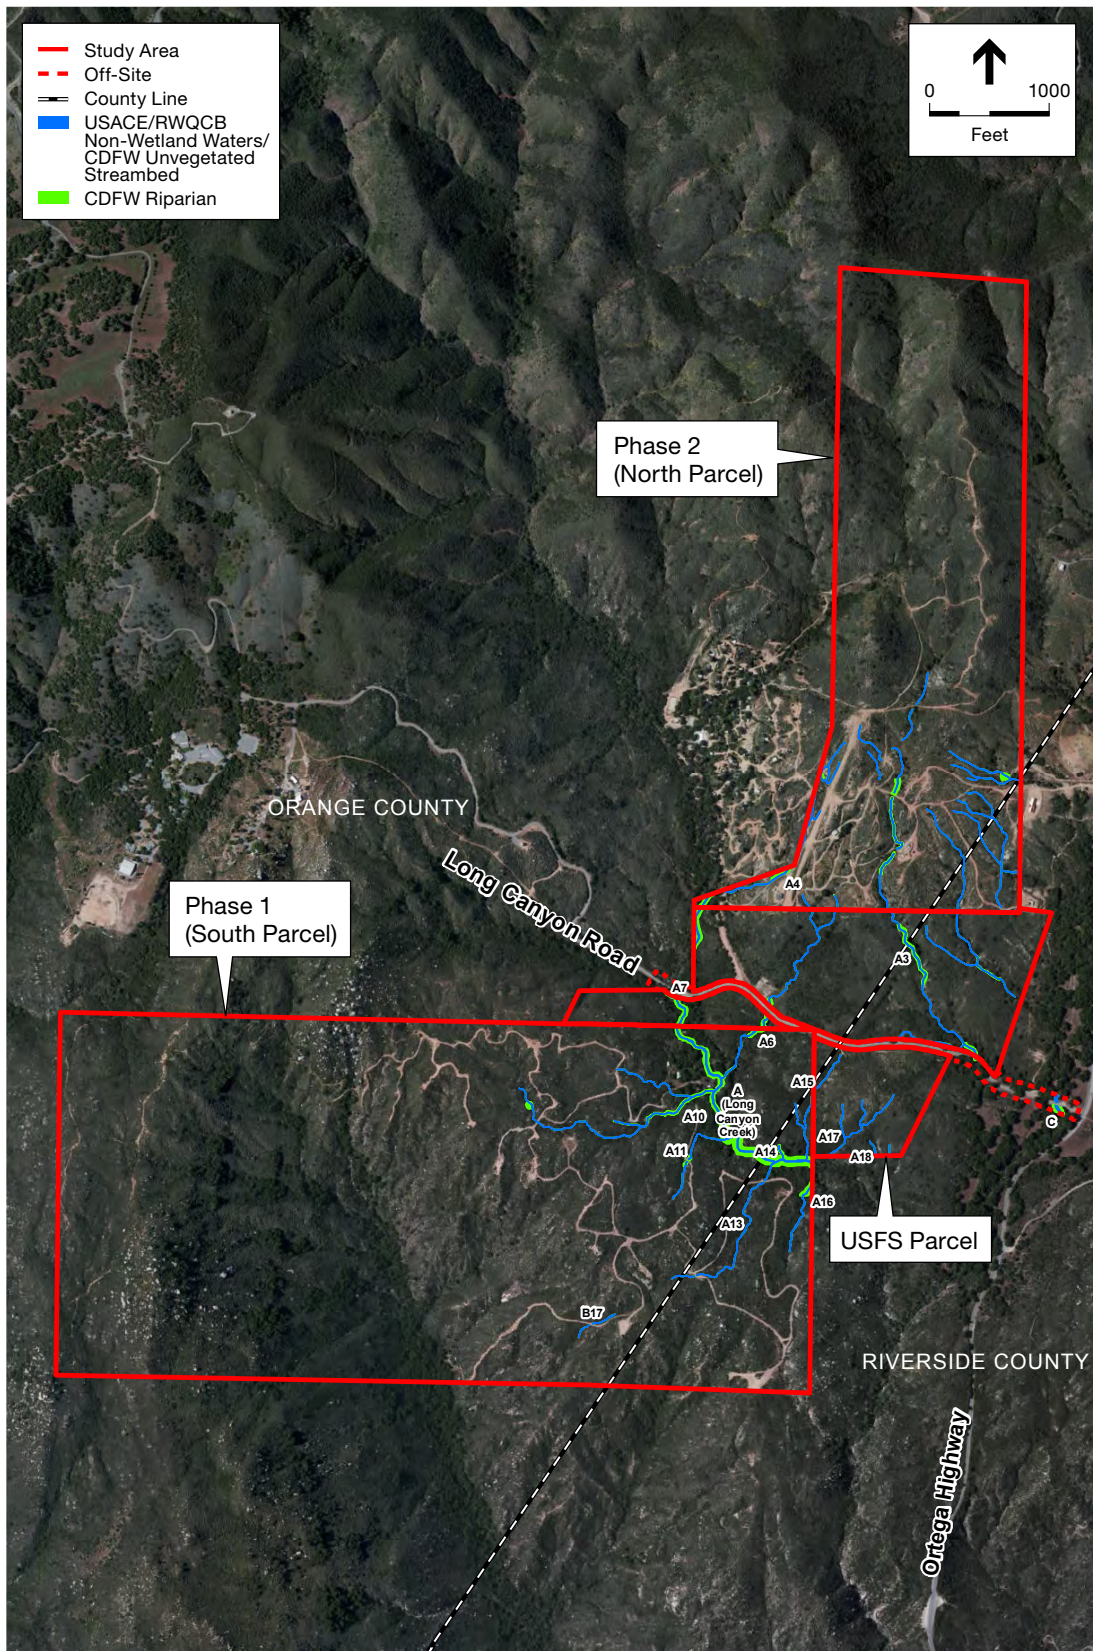 Study Area
Off-Site
County Line
USACE/RWQCB
Non-Wetland Waters/
CDFW Unvegetated
Streambed
CDFW Riparian
0 1000
Feet
Phase 2
(North Parcel)
ORANGE COUNTY
Long Canyon Road
A4
Phase 1
(South Parcel)
A3
A7
A6
A15
A
(Long
Canyon
Creek)
A10
C
A17
A11
A14
A18
A16
A13
USFS Parcel
B17
RIVERSIDE COUNTY
Ortega Highway